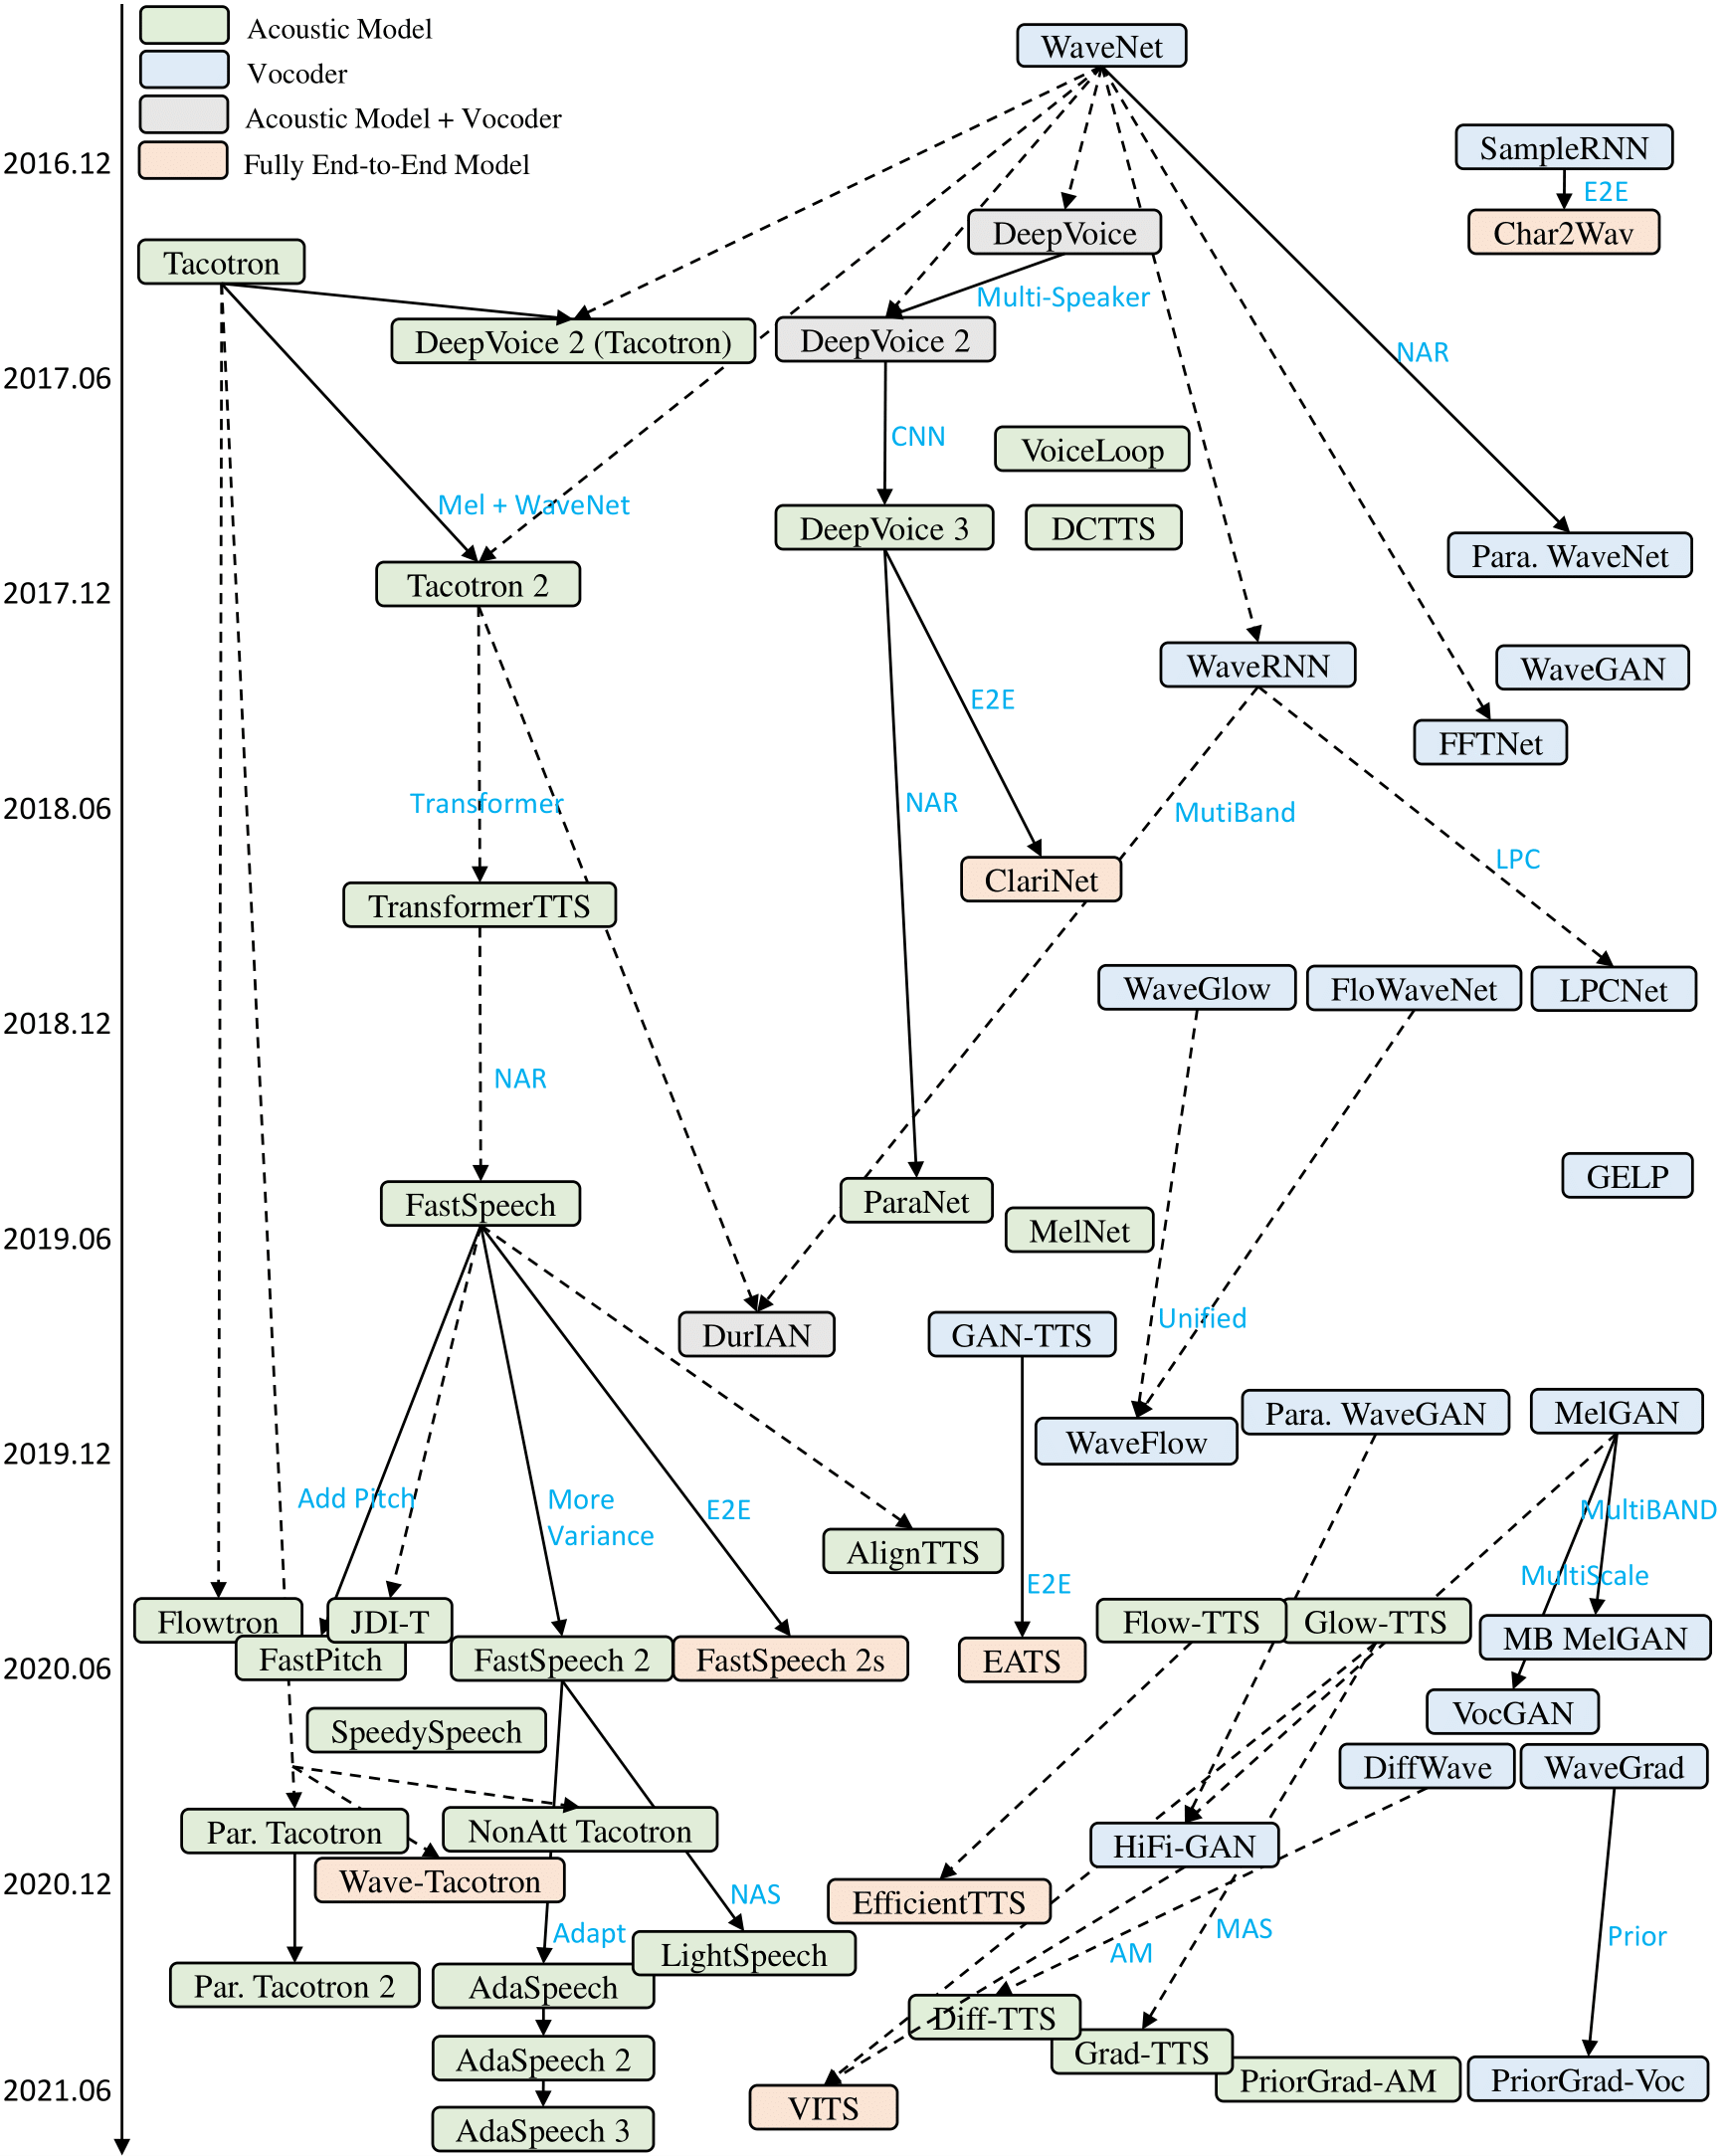 Acoustic Model
WaveNet
Vocoder
Acoustic Model + Vocoder
SampleRNN
2016.12
Fully End-to-End Model
E2E
DeepVoice
Char2Wav
Tacotron
Multi-Speaker
DeepVoice 2 (Tacotron)
DeepVoice 2
NAR
2017.06
CNN
VoiceLoop
Mel + WaveNet
DeepVoice 3
DCTTS
Para. WaveNet
Tacotron 2
2017.12
WaveRNN
WaveGAN
E2E
FFTNet
2018.06
Transformer
NAR
MutiBand
LPC
ClariNet
TransformerTTS
WaveGlow
FloWaveNet
LPCNet
2018.12
NAR
GELP
FastSpeech
ParaNet
MelNet
2019.06
Unified
DurIAN
GAN-TTS
Para. WaveGAN
MelGAN
WaveFlow
2019.12
Add Pitch
More
Variance
E2E
MultiBAND
AlignTTS
E2E
MultiScale
Flowtron
JDI-T
Flow-TTS
Glow-TTS
MB MelGAN
FastPitch
FastSpeech 2
FastSpeech 2s
EATS
2020.06
VocGAN
SpeedySpeech
DiffWave
WaveGrad
Par. Tacotron
NonAtt Tacotron
HiFi-GAN
2020.12
Wave-Tacotron
NAS
EfficientTTS
Adapt
MAS
Prior
LightSpeech
AM
Par. Tacotron 2
AdaSpeech
Diff-TTS
AdaSpeech 2
Grad-TTS
PriorGrad-AM
PriorGrad-Voc
2021.06
VITS
AdaSpeech 3